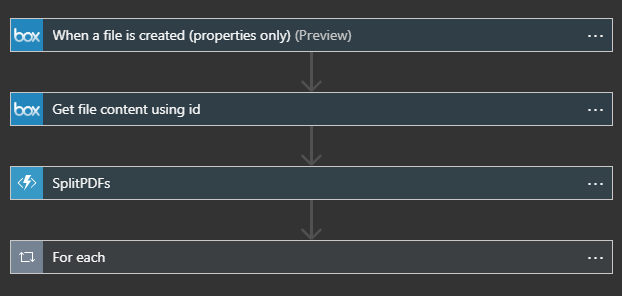 box When a file is created (properties only) (Preview) ...
box Get file content using id ...
SplitPDFs ...
For each ...